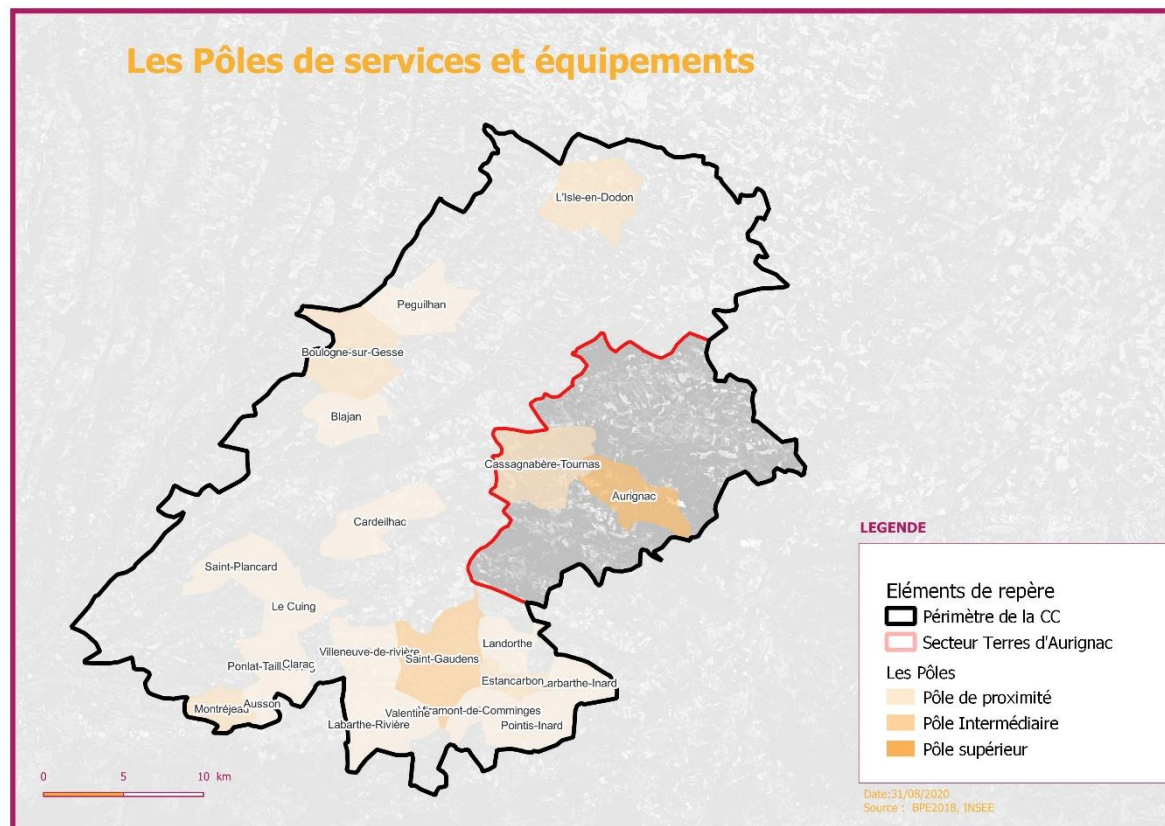 Les Pôles de services et équipements
L'Isle-en-Dodon
Peguilhan
Boulogne-sur-Gesse
Blajan
Cassagnabère-Tournas
Aurignac
Cardeilhac
Saint-Plancard
Le Cuing
Landorthe
Villeneuve-de-rivière
Saint-Gaudens
Clarac
Estancarbon
Larbarthe-Inard
Montréjeau
Ausson
Valentine
Miramont-de-Comminges
Labarthe-Rivière
Pointis-Inard
LEGENDE
Eléments de repère
Périmètre de la CC
Secteur Terres d'Aurignac
Les Pôles
Pôle de proximité
Pôle Intermédiaire
Pôle supérieur
0 5 10 km
Date:31/08/2020
Source : BPE2018, INSEE